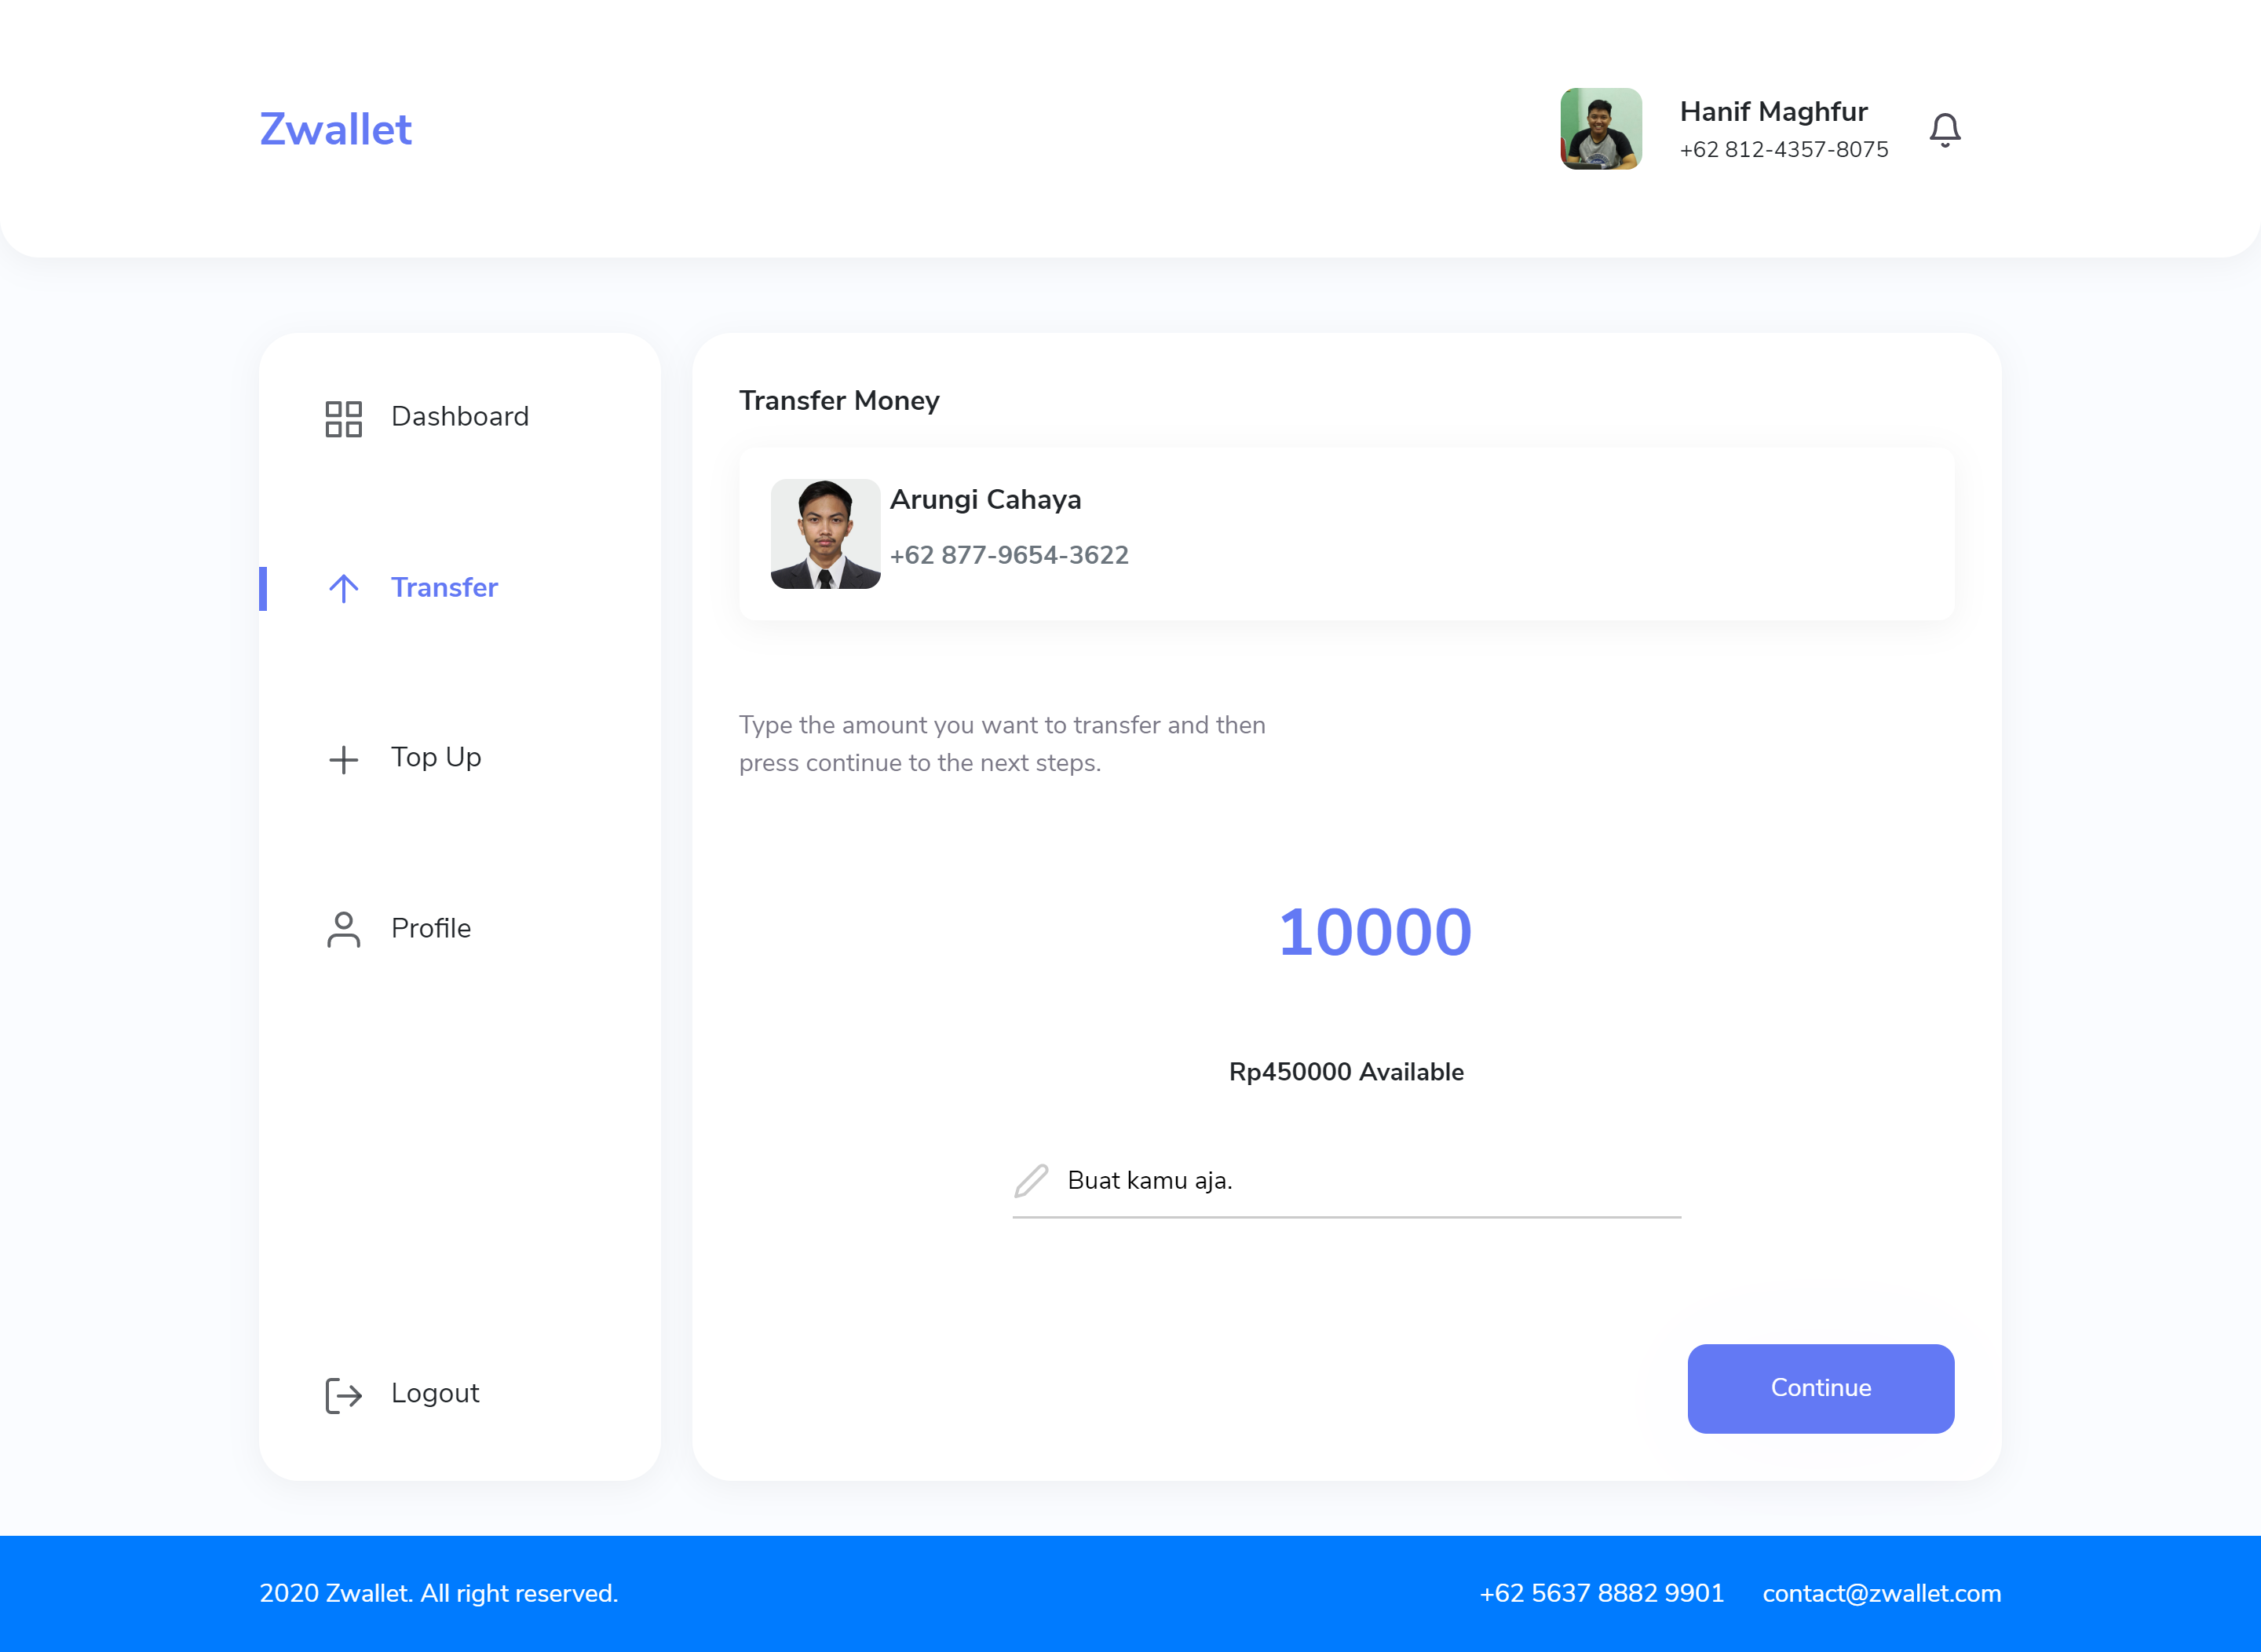 Zwallet
Hanif Maghfur
+62 812-4357-8075
Dashboard
Transfer
Top Up
Profile
Logout
Transfer Money
Arungi Cahaya
+62 877-9654-3622
Type the amount you want to transfer and then
press continue to the next steps.
10000
Rp450000 Available
Buat kamu aja.
Continue
2020 Zwallet. All right reserved.
+62 5637 8882 9901
contact@zwallet.com